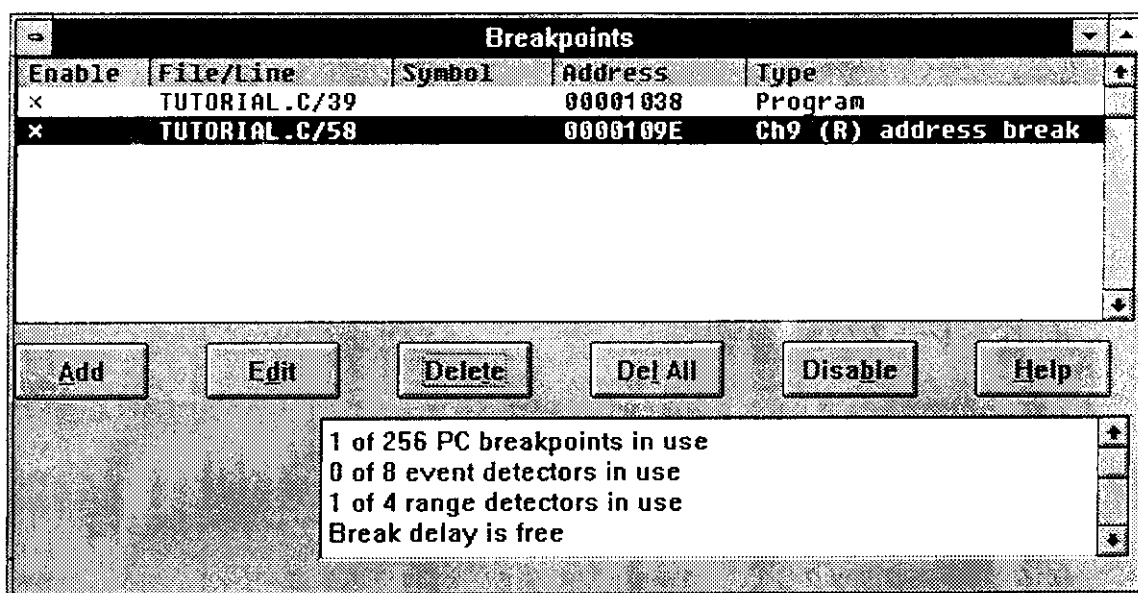 Breakpoints
Enable File/Line Symbol Address Type
× TUTORIAL.C/39 00001038 Program
× TUTORIAL.C/58 0000109E Ch9 (R) address break
Add Edit Delete Del All Disable Help
1 of 256 PC breakpoints in use
0 of 8 event detectors in use
1 of 4 range detectors in use
Break delay is free